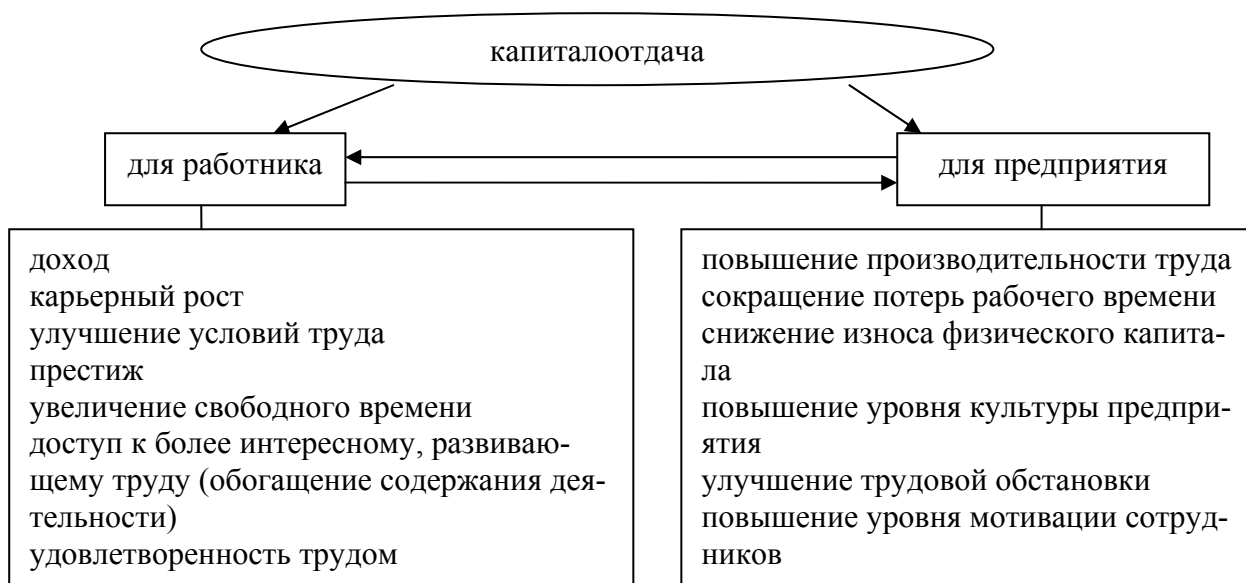 капиталоотдача
для работника
для предприятия
доход
карьерный рост
улучшение условий труда
престиж
увеличение свободного времени
доступ к более интересному, развиваю-
щему труду (обогащение содержания дея-
тельности)
удовлетворенность трудом
повышение производительности труда
сокращение потерь рабочего времени
снижение износа физического капита-
ла
повышение уровня культуры предпри-
ятия
улучшение трудовой обстановки
повышение уровня мотивации сотруд-
ников